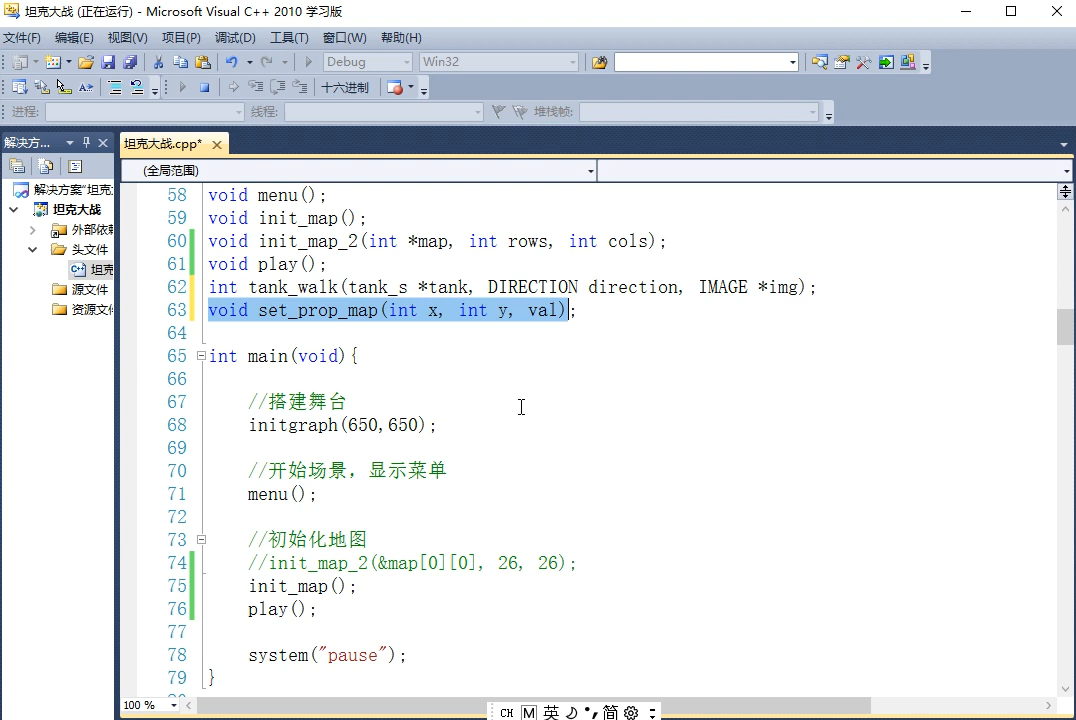 坦克大战 (正在运行) - Microsoft Visual C++ 2010 学习版
文件(F) 编辑(E) 视图(V) 项目(P) 调试(D) 工具(T) 窗口(W) 帮助(H)
Debug Win32
十六进制
进程: 线程: 堆栈帧:
解决方... 坦克大战.cpp*
(全局范围)
解决方案"坦克
坦克大战
外部依赖
头文件
坦克
源文件
资源文件
58 void menu();
59 void init_map();
60 void init_map_2(int *map, int rows, int cols);
61 void play();
62 int tank_walk(tank_s *tank, DIRECTION direction, IMAGE *img);
63 void set_prop_map(int x, int y, val);
64
65 int main(void){
66
67 //搭建舞台
68 initgraph(650,650);
69
70 //开始场景，显示菜单
71 menu();
72
73 //初始化地图
74 //init_map_2(&map[0][0], 26, 26);
75 init_map();
76 play();
77
78 system("pause");
79 }
100 %
CH M 英 简